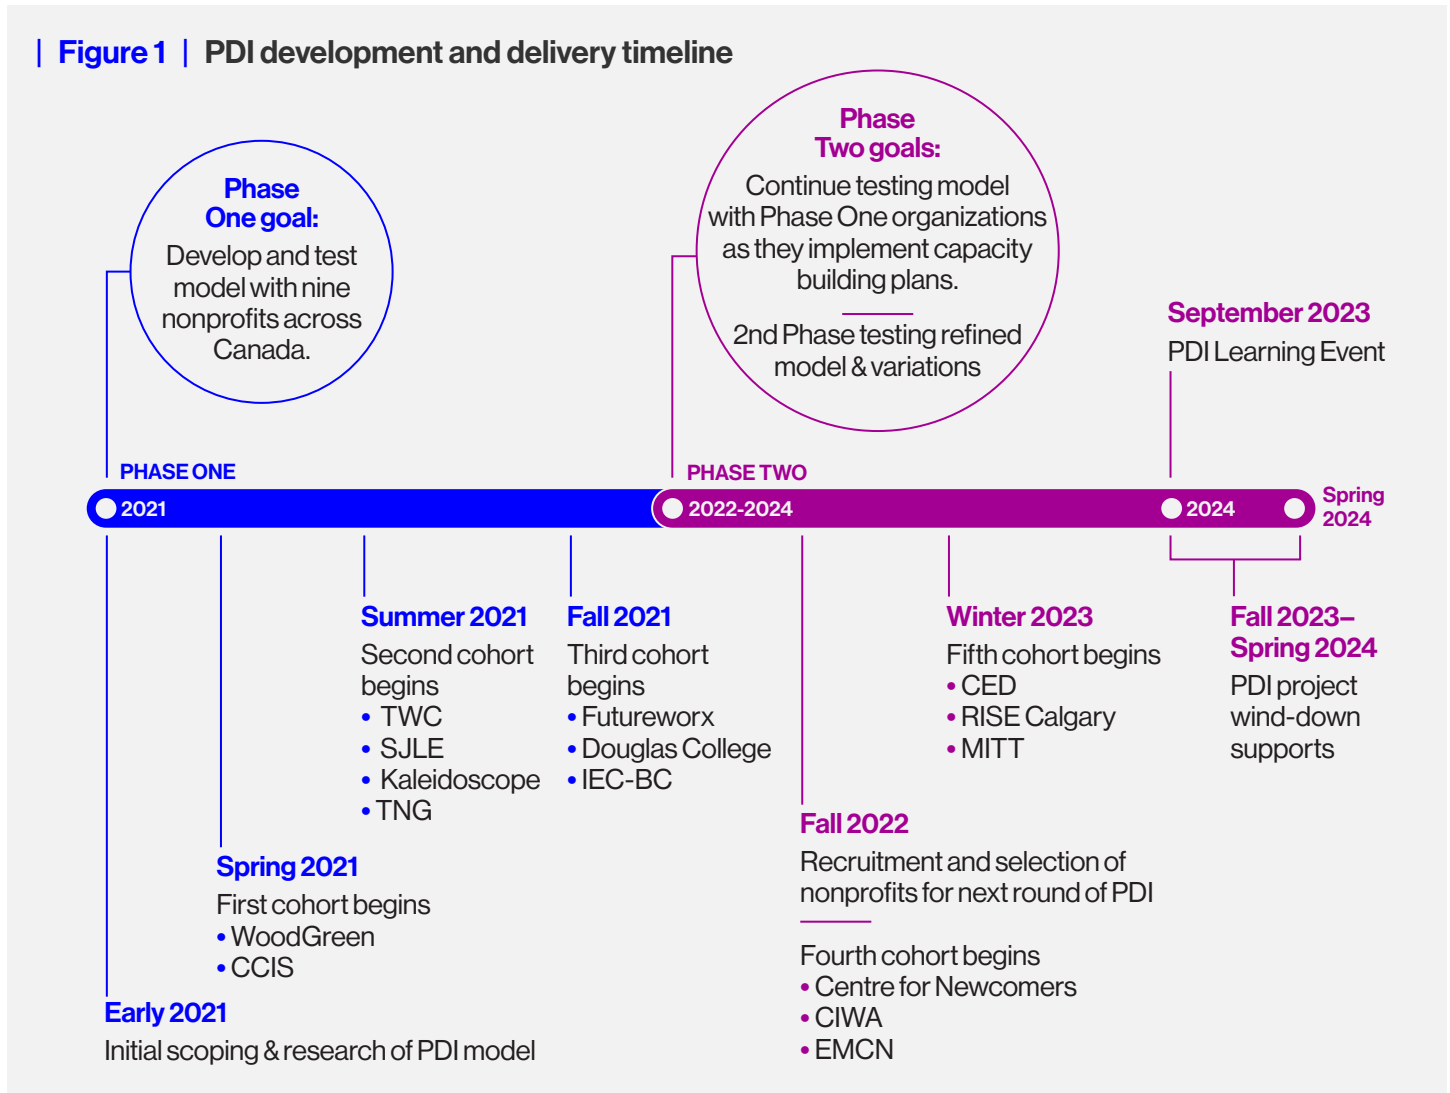 | Figure 1 | PDI development and delivery timeline
Phase
One goal:
Develop and test
model with nine
nonprofits across
Canada.
Phase
Two goals:
Continue testing model
with Phase One organizations
as they implement capacity
building plans.
2nd Phase testing refined
model & variations
September 2023
PDI Learning Event
PHASE ONE
2021
PHASE TWO
2022-2024
2024
Spring
2024
Early 2021
Initial scoping & research of PDI model
Spring 2021
First cohort begins
• WoodGreen
• CCIS
Summer 2021
Second cohort
begins
• TWC
• SJLE
• Kaleidoscope
• TNG
Fall 2021
Third cohort
begins
• Futureworx
• Douglas College
• IEC-BC
Fall 2022
Recruitment and selection of
nonprofits for next round of PDI
Fourth cohort begins
• Centre for Newcomers
• CIWA
• EMCN
Winter 2023
Fifth cohort begins
• CED
• RISE Calgary
• MITT
Fall 2023–
Spring 2024
PDI project
wind-down
supports